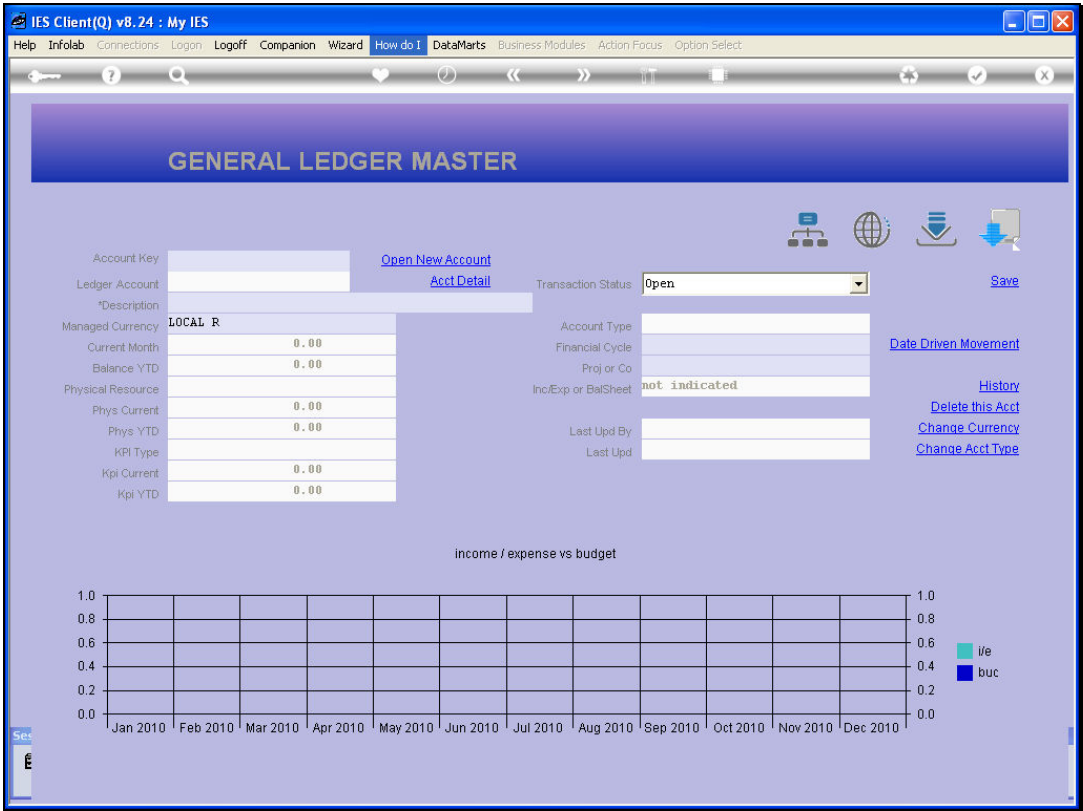 IES Client(Q) v8.24 : My IES
Help Infolab Connections Logon Logoff Companion Wizard How do I DataMarts Business Modules Action Focus Option Select
GENERAL LEDGER MASTER
Account Key Open New Account
Ledger Account Acct Detail Transaction Status Open Save
*Description
Managed Currency LOCAL R Account Type
Current Month 0.00 Financial Cycle Date Driven Movement
Balance YTD 0.00 Proj or Co
Physical Resource Inc/Exp or BalSheet not indicated History
Phys Current 0.00 Delete this Acct
Phys YTD 0.00 Last Upd By Change Currency
KPI Type Last Upd Change Acct Type
Kpi Current 0.00
Kpi YTD 0.00
income / expense vs budget
1.0 1.0
0.8 0.8
0.6 0.6
i/e
0.4 0.4
buc
0.2 0.2
0.0 0.0
Jan 2010 Feb 2010 Mar 2010 Apr 2010 May 2010 Jun 2010 Jul 2010 Aug 2010 Sep 2010 Oct 2010 Nov 2010 Dec 2010
Ses